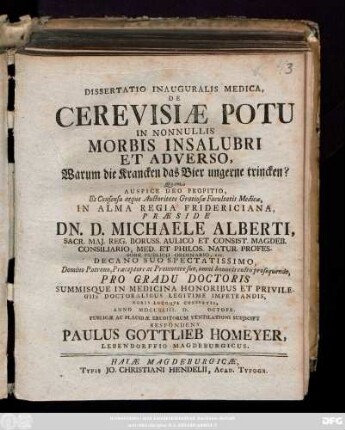 3
DISSERTATIO INAUGURALIS MEDICA,
DE
CEREVISIÆ POTU
IN NONNULLIS
MORBIS INSALUBRI
ET ADVERSO,
Warum die Krancken das Bier ungerne trincken?
Quam
AUSPICE DEO PROPITIO,
Et Consensu atque Auctoritate Gratiosæ Facultatis Medicæ,
IN ALMA REGIA FRIDERICIANA,
PRÆSIDE
DN. D. MICHAELE ALBERTI,
SACR. MAJ. REG. BORUSS. AULICO ET CONSIST. MAGDEB.
CONSILIARIO, MED. ET PHILOS. NATUR. PROFES-
SORE PUBLICO ORDINARIO,
DECANO SUO SPECTATISSIMO,
Domino Patrono, Præceptore ac Promotore suo, omni honoris cultu prosequendo,
PRO GRADU DOCTORIS
SUMMISQUE IN MEDICINA HONORIBUS ET PRIVILE-
GIIS DOCTORALIBUS LEGITIME IMPETRANDIS,
HORIS LOCOQUE CONSUETIS,
ANNO D. OCTOBR.
PUBLICÆ AC PLACIDÆ ERUDITORUM VENTILATIONI SUBJICIET
RESPONDENS
PAULUS GOTTLIEB HOMEYER,
MAGDEBURGICUS.
HALÆ MAGDEBURGICÆ,
TYPIS JO. CHRISTIANI HENDELII, ACAD. TYPOGR.